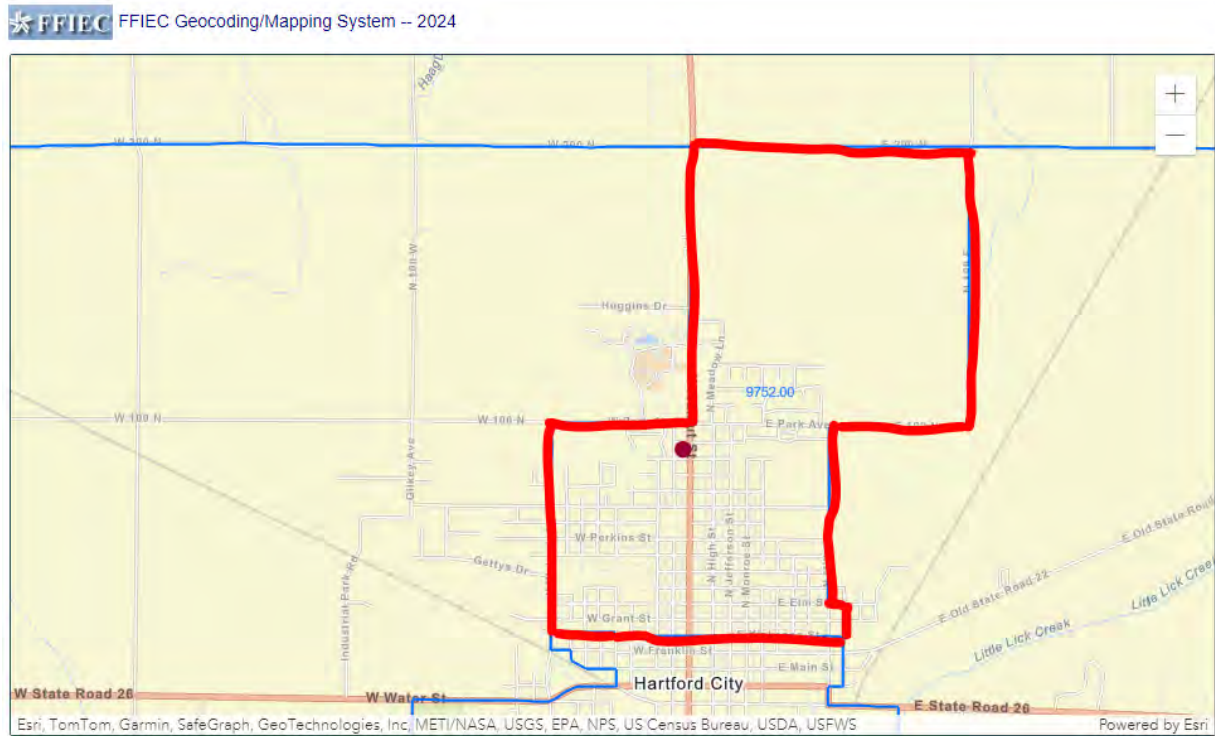 FFIEC FFIEC Geocoding/Mapping System -- 2024
+
−
W 200 N
E 200 N
N 100 W
Huggins Dr
N Meadow Ln
9752.00
W 100 N
W 100 N
E Park Ave
Gilkey Ave
St
W Perkins St
N High St
N Jefferson St
N Monroe St
Gettys Dr
Industrial Park Rd
E Elm St
W Grant St
E Old State Road
E Old State Road 22
Little Lick Creek
Little Lick Creek
W Franklin St
E Main St
Hartford City
W State Road 26
W Water St
E State Road 26
Esri, TomTom, Garmin, SafeGraph, GeoTechnologies, Inc, METI/NASA, USGS, EPA, NPS, US Census Bureau, USDA, USFWS
Powered by Esri